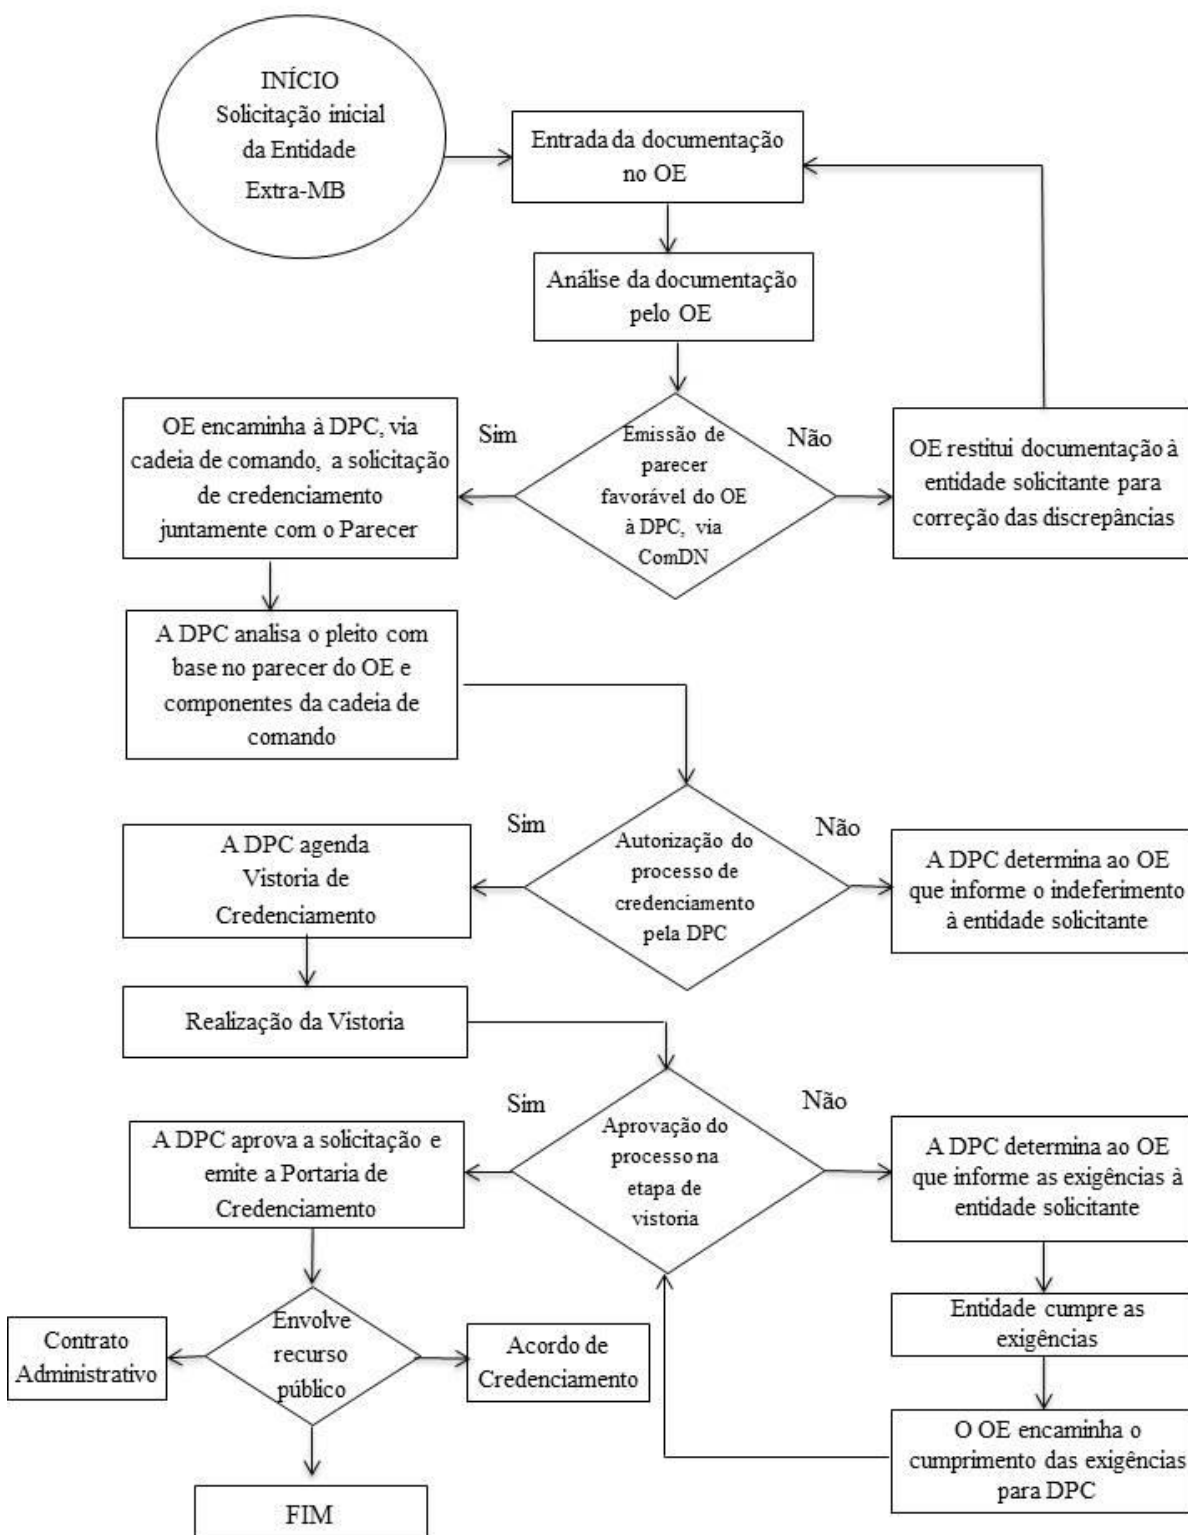 INÍCIO
Solicitação inicial
da Entidade
Extra-MB
Entrada da documentação
no OE
Análise da documentação
pelo OE
Emissão de
parecer
favorável do OE
à DPC, via
ComDN
Sim
Não
OE encaminha à DPC, via
cadeia de comando, a solicitação
de credenciamento
juntamente com o Parecer
OE restitui documentação à
entidade solicitante para
correção das discrepâncias
A DPC analisa o pleito com
base no parecer do OE e
componentes da cadeia de
comando
Autorização do
processo de
credenciamento
pela DPC
Sim
Não
A DPC agenda
Vistoria de
Credenciamento
A DPC determina ao OE
que informe o indeferimento
à entidade solicitante
Realização da Vistoria
Aprovação do
processo na
etapa de
vistoria
Sim
Não
A DPC aprova a solicitação e
emite a Portaria de
Credenciamento
A DPC determina ao OE
que informe as exigências à
entidade solicitante
Entidade cumpre as
exigências
O OE encaminha o
cumprimento das exigências
para DPC
Envolve
recurso
público
Contrato
Administrativo
Acordo de
Credenciamento
FIM